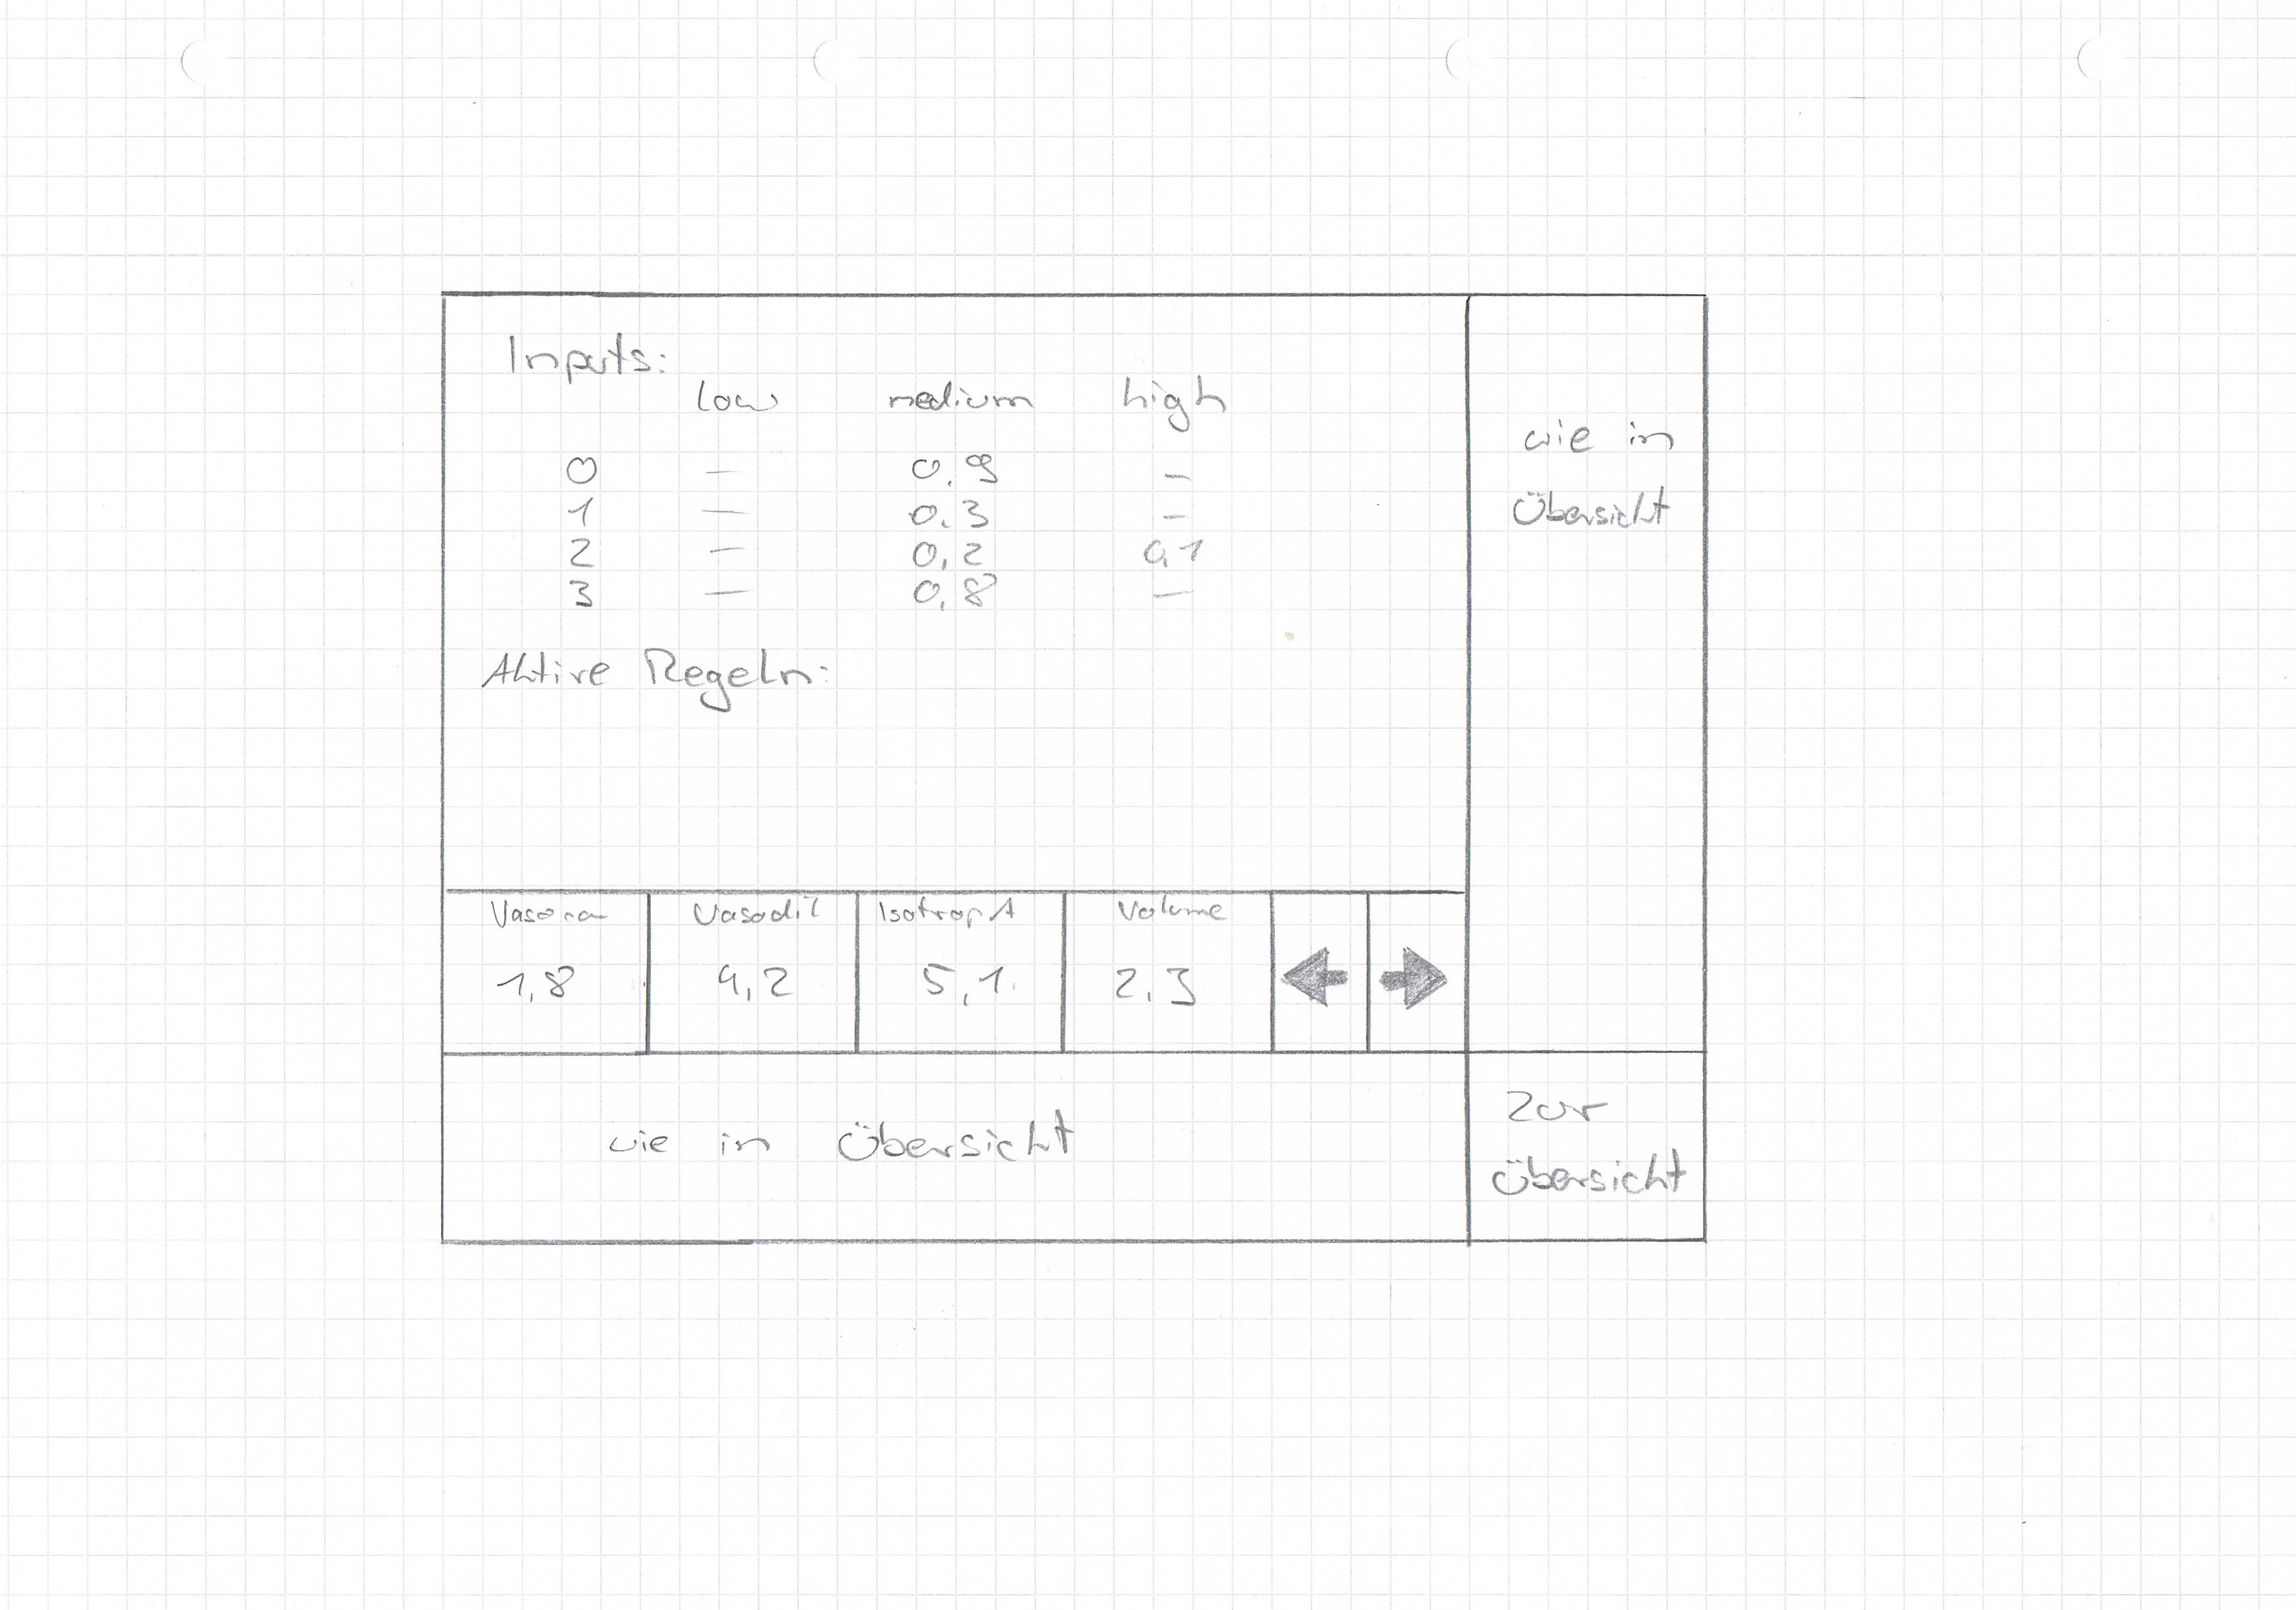 Inputs:
low medium high
0 – 0,9 –
1 – 0,3 –
2 – 0,2 0,1
3 – 0,8 –
Aktive Regeln:
wie in
Übersicht
Vasodil Isotrop A Volume
1,8 4,2 5,1 2,3
wie in Übersicht
zur
Übersicht